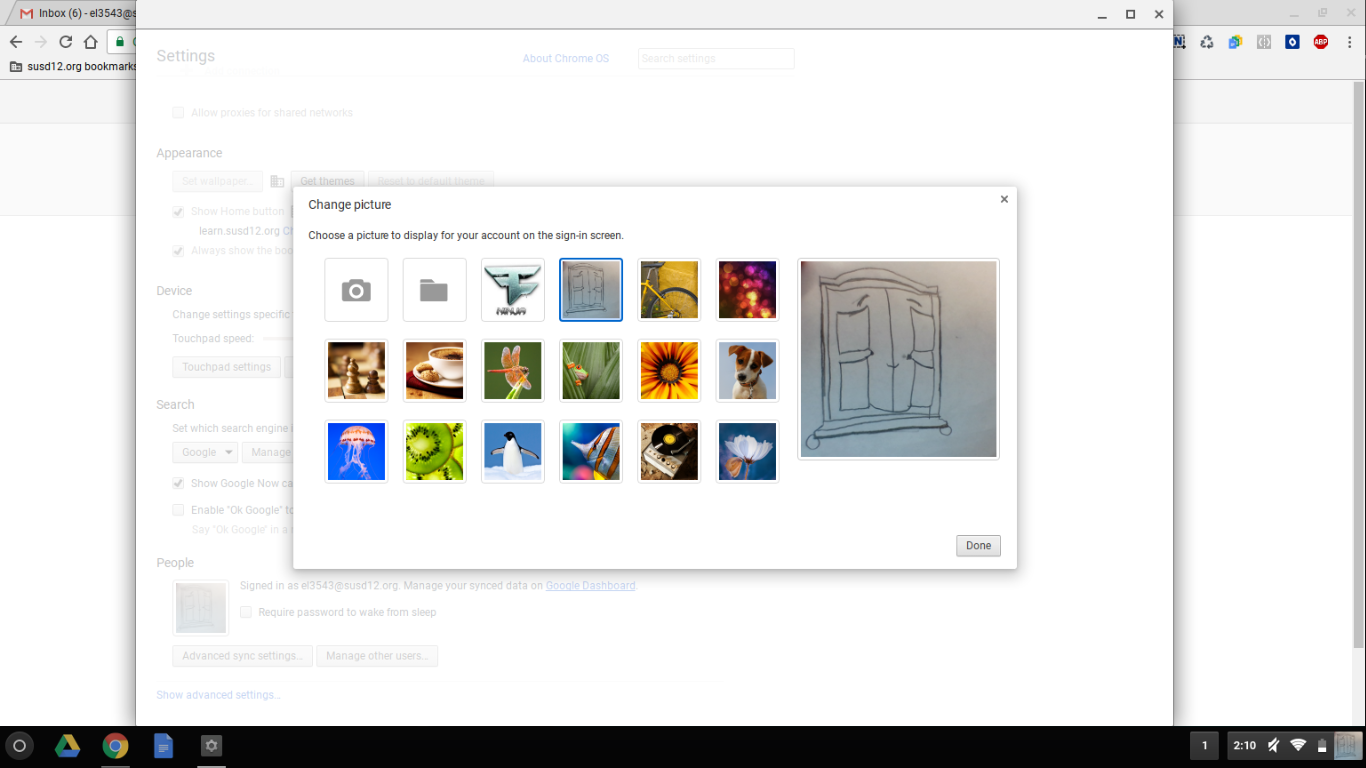 Inbox (6) - el3543@s
susd12.org bookmarks
Settings
About Chrome OS
Search settings
Allow proxies for shared networks
Appearance
Set wallpaper...
Get themes
Reset to default theme
Show Home button
learn.susd12.org
Always show the boo
Change picture
Choose a picture to display for your account on the sign-in screen.
NINJA
Device
Change settings specific
Touchpad speed:
Touchpad settings
Search
Set which search engine
Google
Manage
Show Google Now ca
Enable "Ok Google" to
Say "Ok Google" in a
Done
People
Signed in as el3543@susd12.org. Manage your synced data on Google Dashboard.
Require password to wake from sleep
Advanced sync settings...
Manage other users...
Show advanced settings...
ABP
1
2:10